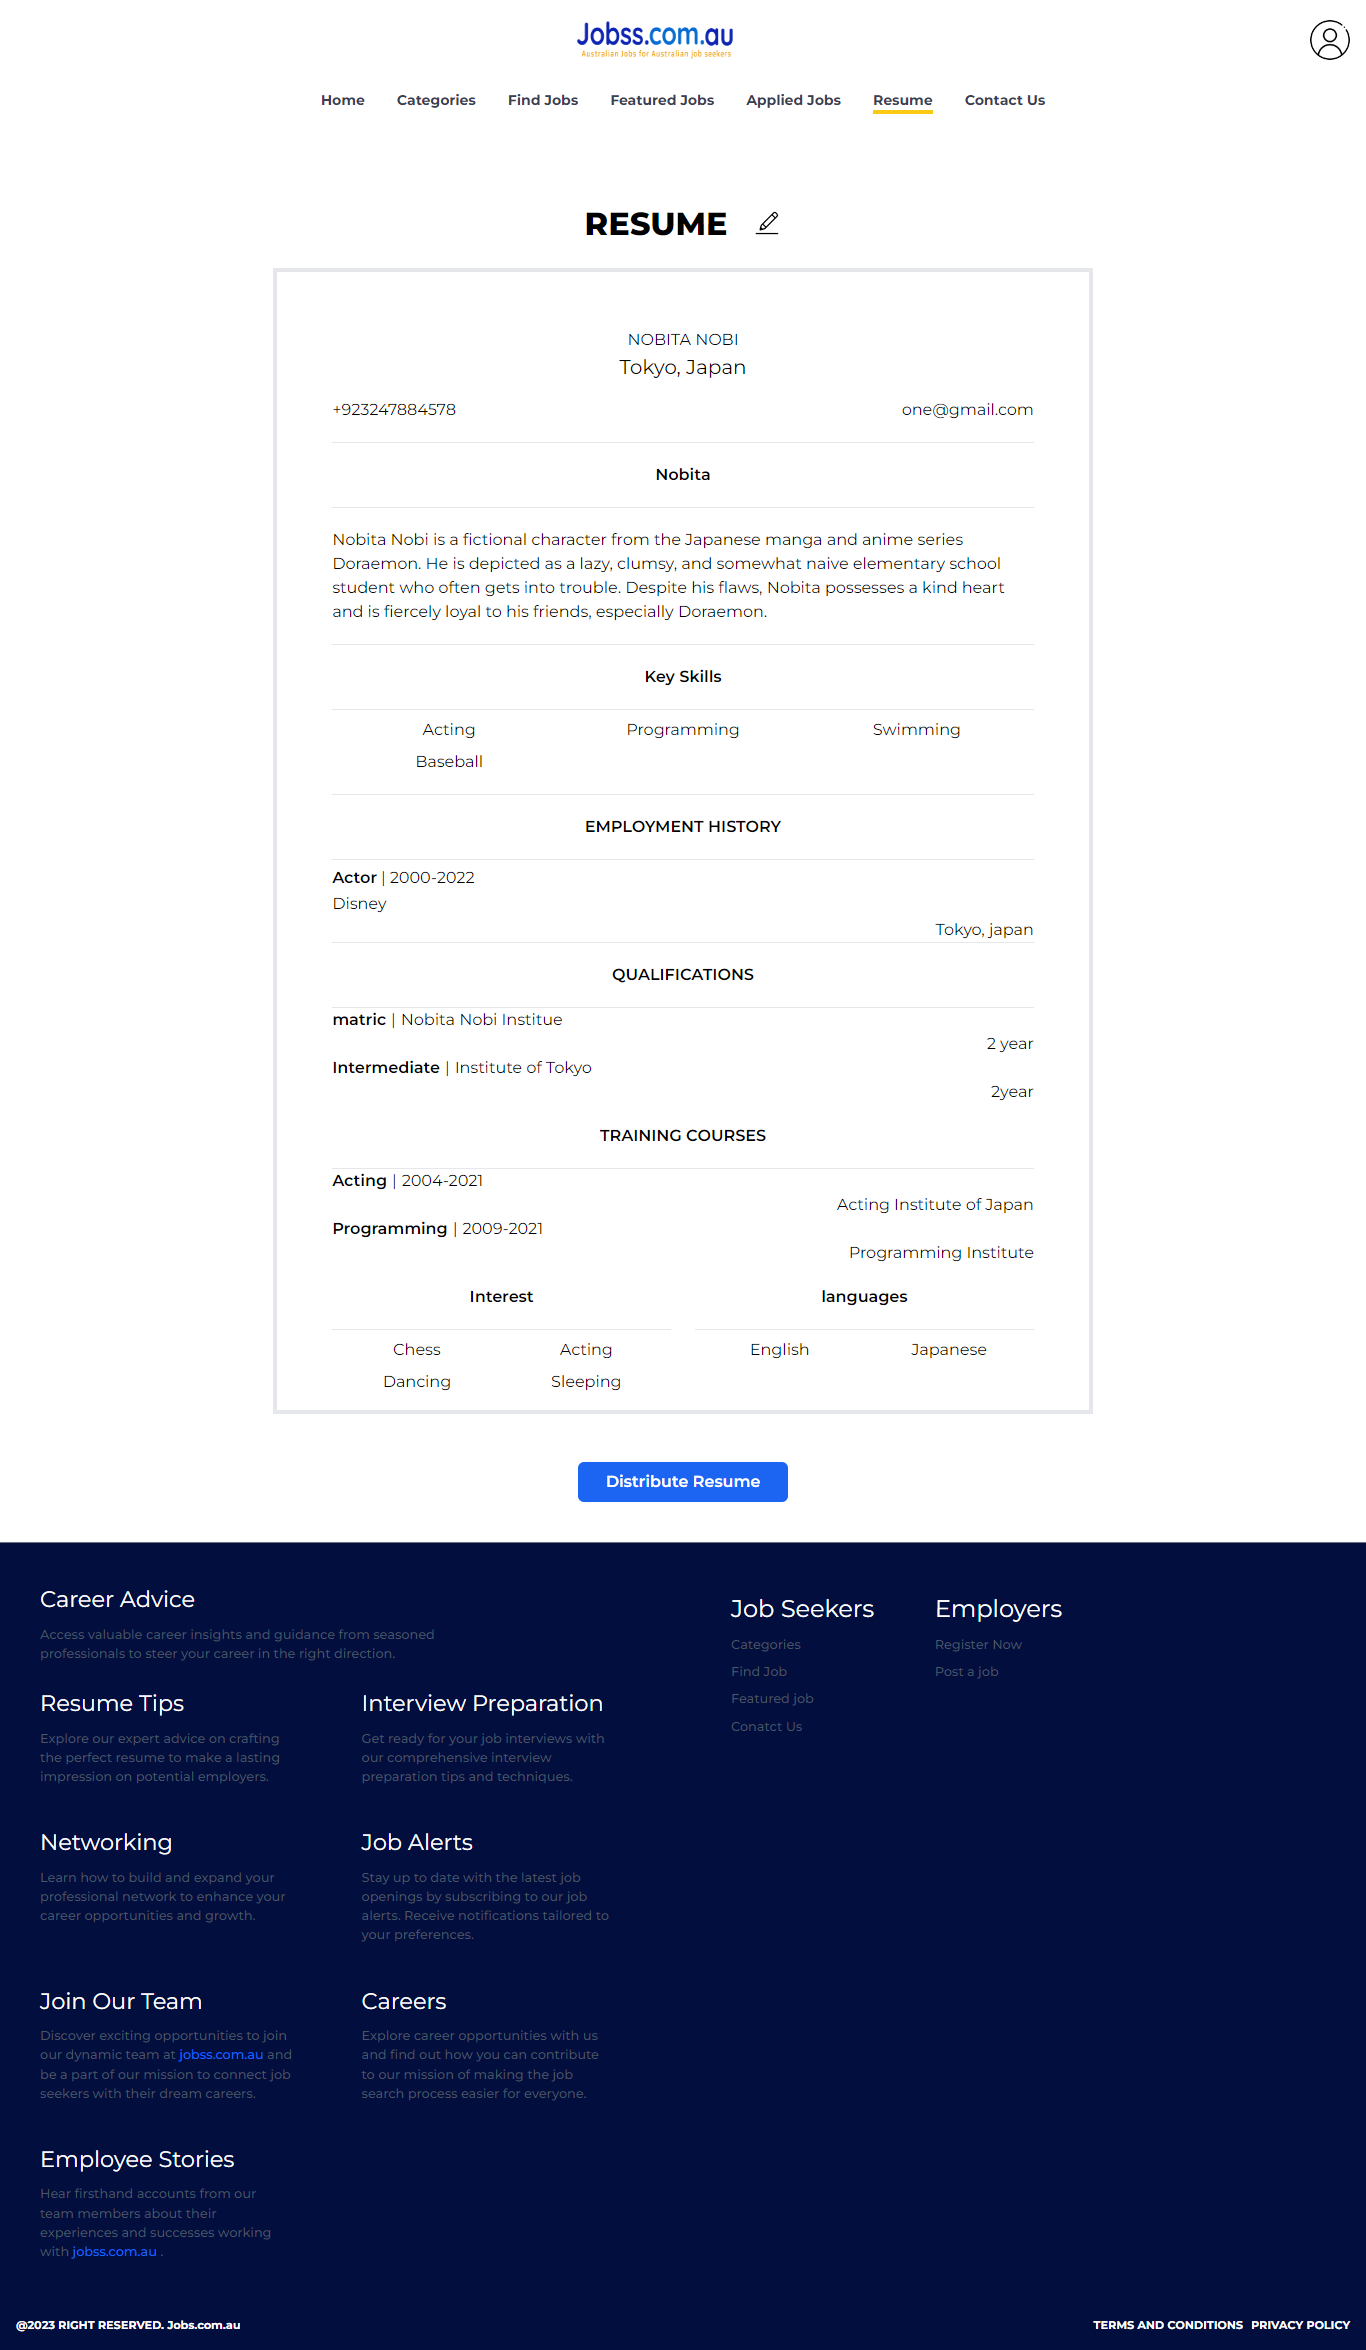 Jobss.com.au
Australian Jobs for Australian job seekers
Home Categories Find Jobs Featured Jobs Applied Jobs Resume Contact Us
RESUME
NOBITA NOBI
Tokyo, Japan
+923247884578 one@gmail.com
Nobita
Nobita Nobi is a fictional character from the Japanese manga and anime series
Doraemon. He is depicted as a lazy, clumsy, and somewhat naive elementary school
student who often gets into trouble. Despite his flaws, Nobita possesses a kind heart
and is fiercely loyal to his friends, especially Doraemon.
Key Skills
Acting Programming Swimming
Baseball
EMPLOYMENT HISTORY
Actor | 2000-2022
Disney
Tokyo, japan
QUALIFICATIONS
matric | Nobita Nobi Institue
2 year
Intermediate | Institute of Tokyo
2year
TRAINING COURSES
Acting | 2004-2021
Acting Institute of Japan
Programming | 2009-2021
Programming Institute
Interest
Chess Acting
Dancing Sleeping
languages
English Japanese
Distribute Resume
Career Advice
Access valuable career insights and guidance from seasoned
professionals to steer your career in the right direction.
Resume Tips
Explore our expert advice on crafting
the perfect resume to make a lasting
impression on potential employers.
Interview Preparation
Get ready for your job interviews with
our comprehensive interview
preparation tips and techniques.
Networking
Learn how to build and expand your
professional network to enhance your
career opportunities and growth.
Job Alerts
Stay up to date with the latest job
openings by subscribing to our job
alerts. Receive notifications tailored to
your preferences.
Join Our Team
Discover exciting opportunities to join
our dynamic team at jobss.com.au and
be a part of our mission to connect job
seekers with their dream careers.
Careers
Explore career opportunities with us
and find out how you can contribute
to our mission of making the job
search process easier for everyone.
Employee Stories
Hear firsthand accounts from our
team members about their
experiences and successes working
with jobss.com.au .
Job Seekers
Categories
Find Job
Featured job
Conatct Us
Employers
Register Now
Post a job
@2023 RIGHT RESERVED. Jobs.com.au
TERMS AND CONDITIONS PRIVACY POLICY